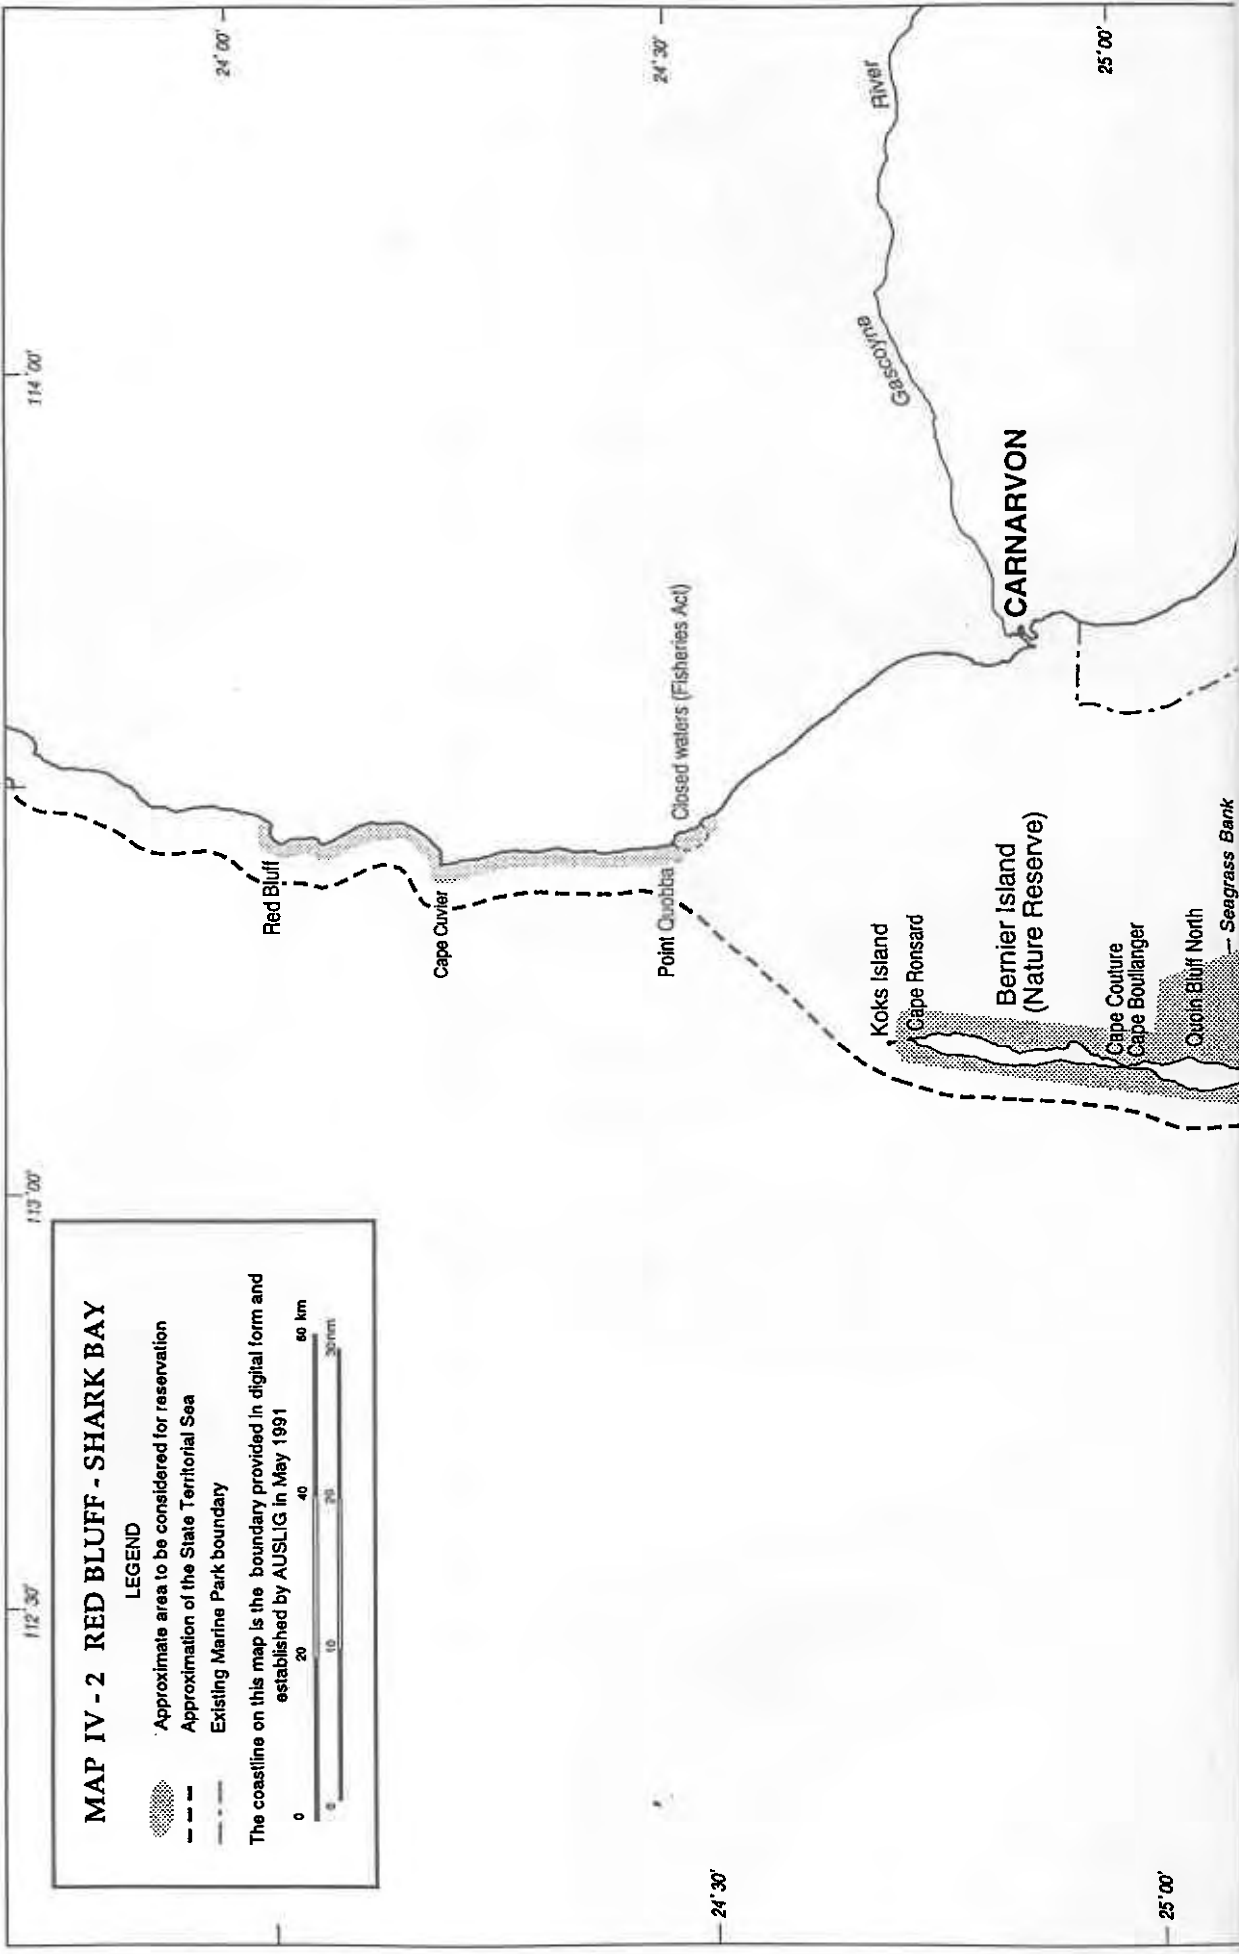 MAP IV - 2 RED BLUFF - SHARK BAY
LEGEND
Approximate area to be considered for reservation
Approximation of the State Territorial Sea
Existing Marine Park boundary
The coastline on this map is the boundary provided in digital form and
established by AUSLIG in May 1991
0 20 40 60 km
0 10 20 30nm
112°30'
113°00'
114°00'
24°00'
24°30'
25°00'
24°30'
25°00'
Red Bluff
Cape Cuvier
Point Quobba
Closed waters (Fisheries Act)
Gascoyne
River
CARNARVON
Koks Island
Cape Ronsard
Bernier Island
(Nature Reserve)
Cape Couture
Cape Boullanger
Quoin Bluff North
Seagrass Bank